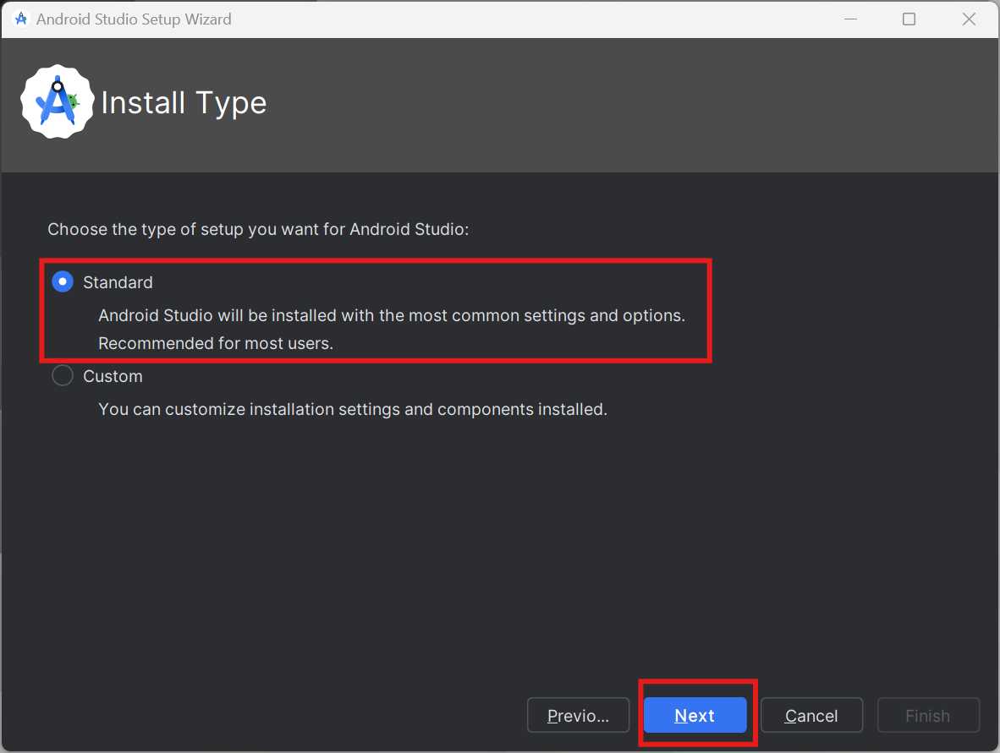 Android Studio Setup Wizard
Install Type
Choose the type of setup you want for Android Studio:
Standard
Android Studio will be installed with the most common settings and options.
Recommended for most users.
Custom
You can customize installation settings and components installed.
Previo... Next Cancel Finish